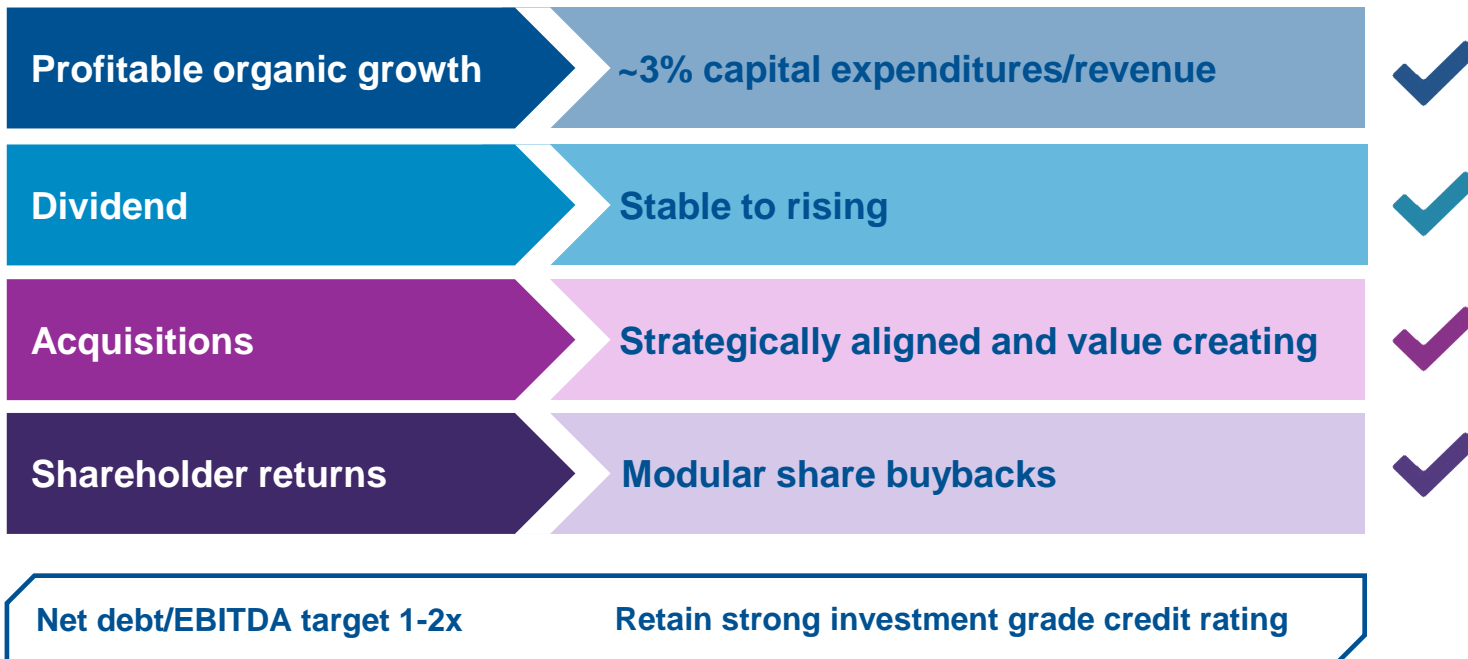 Profitable organic growth
~3% capital expenditures/revenue
Dividend
Stable to rising
Acquisitions
Strategically aligned and value creating
Shareholder returns
Modular share buybacks
Net debt/EBITDA target 1-2x
Retain strong investment grade credit rating